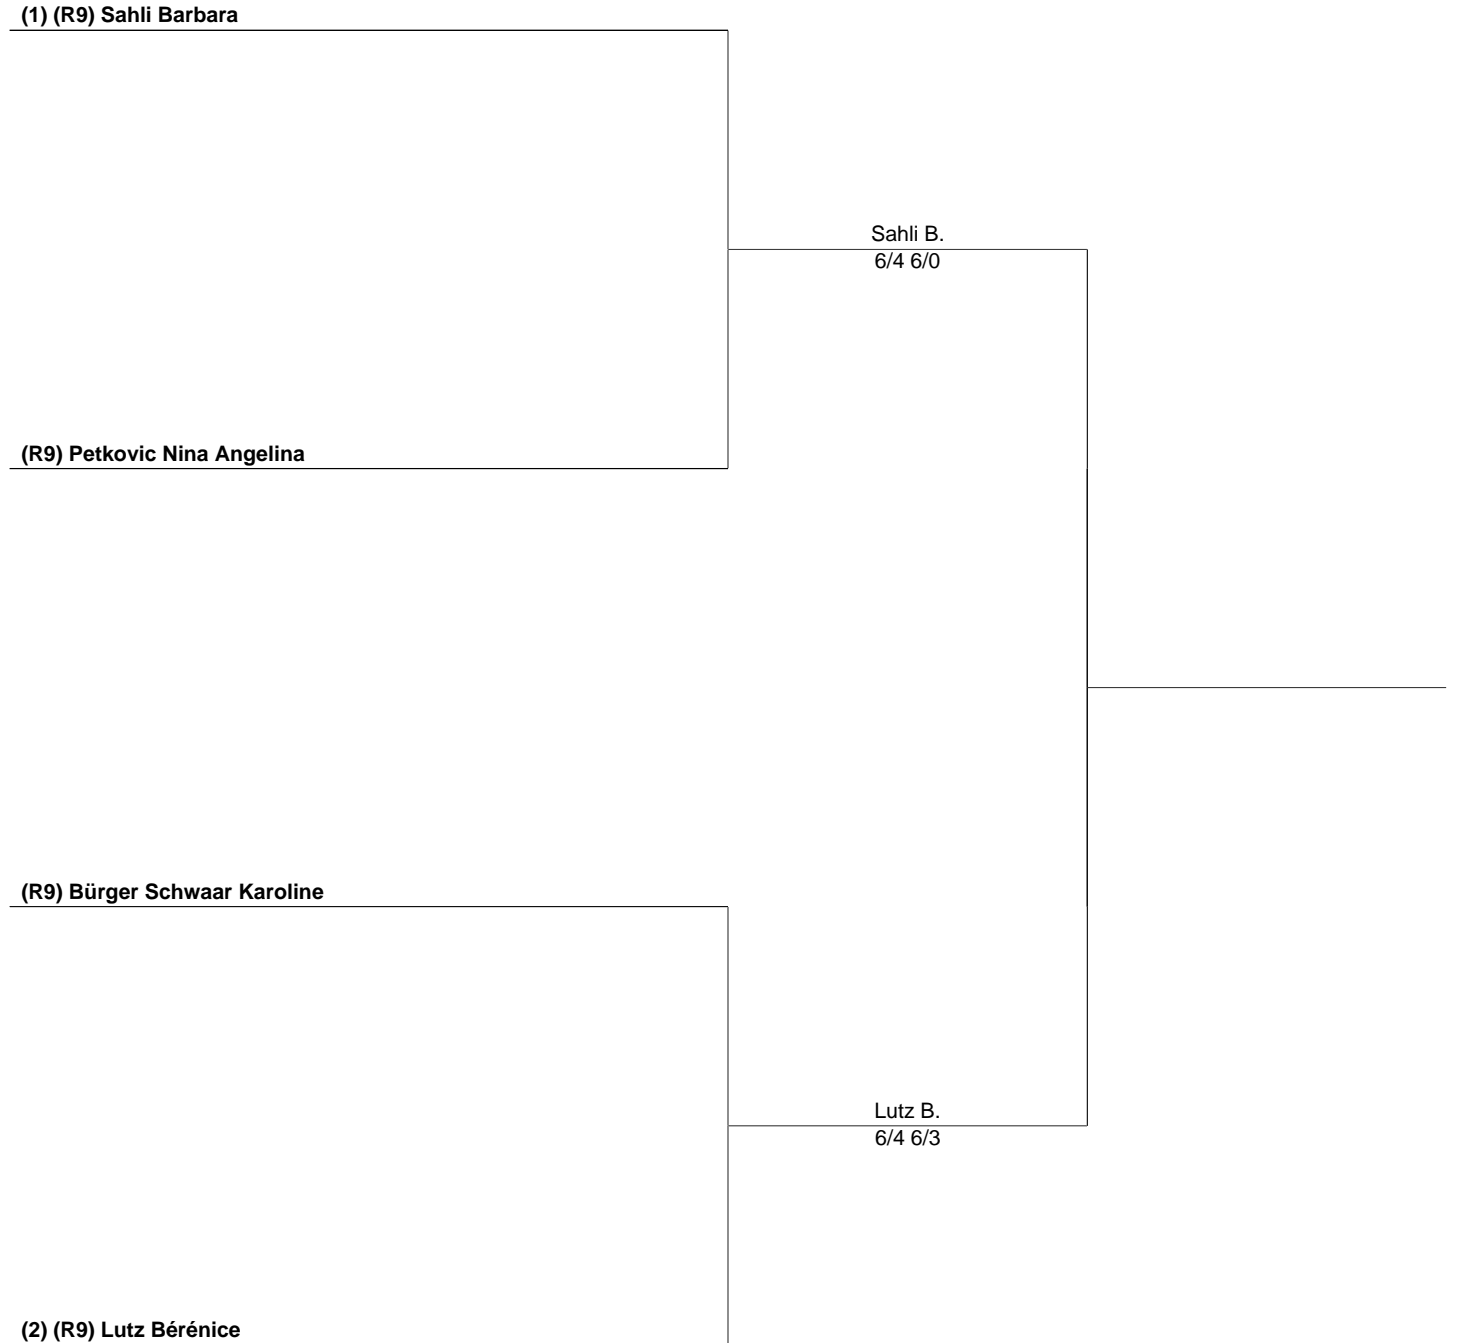 (1) (R9) Sahli Barbara
Sahli B.
6/4 6/0
(R9) Petkovic Nina Angelina
(R9) Bürger Schwaar Karoline
Lutz B.
6/4 6/3
(2) (R9) Lutz Bérénice